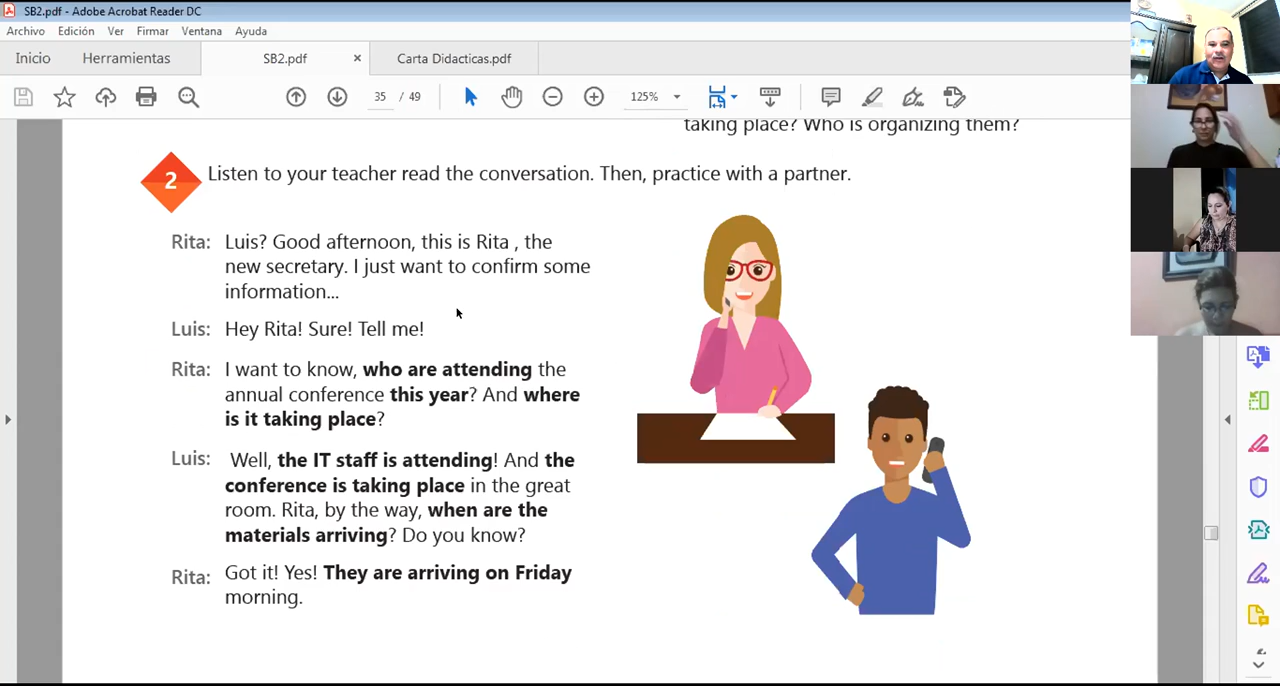 SB2.pdf - Adobe Acrobat Reader DC
Archivo Edición Ver Firmar Ventana Ayuda
Inicio Herramientas SB2.pdf × Carta Didacticas.pdf
35 / 49 125%
taking place? Who is organizing them?
2 Listen to your teacher read the conversation. Then, practice with a partner.
Rita: Luis? Good afternoon, this is Rita , the
new secretary. I just want to confirm some
information...
Luis: Hey Rita! Sure! Tell me!
Rita: I want to know, who are attending the
annual conference this year? And where
is it taking place?
Luis: Well, the IT staff is attending! And the
conference is taking place in the great
room. Rita, by the way, when are the
materials arriving? Do you know?
Rita: Got it! Yes! They are arriving on Friday
morning.